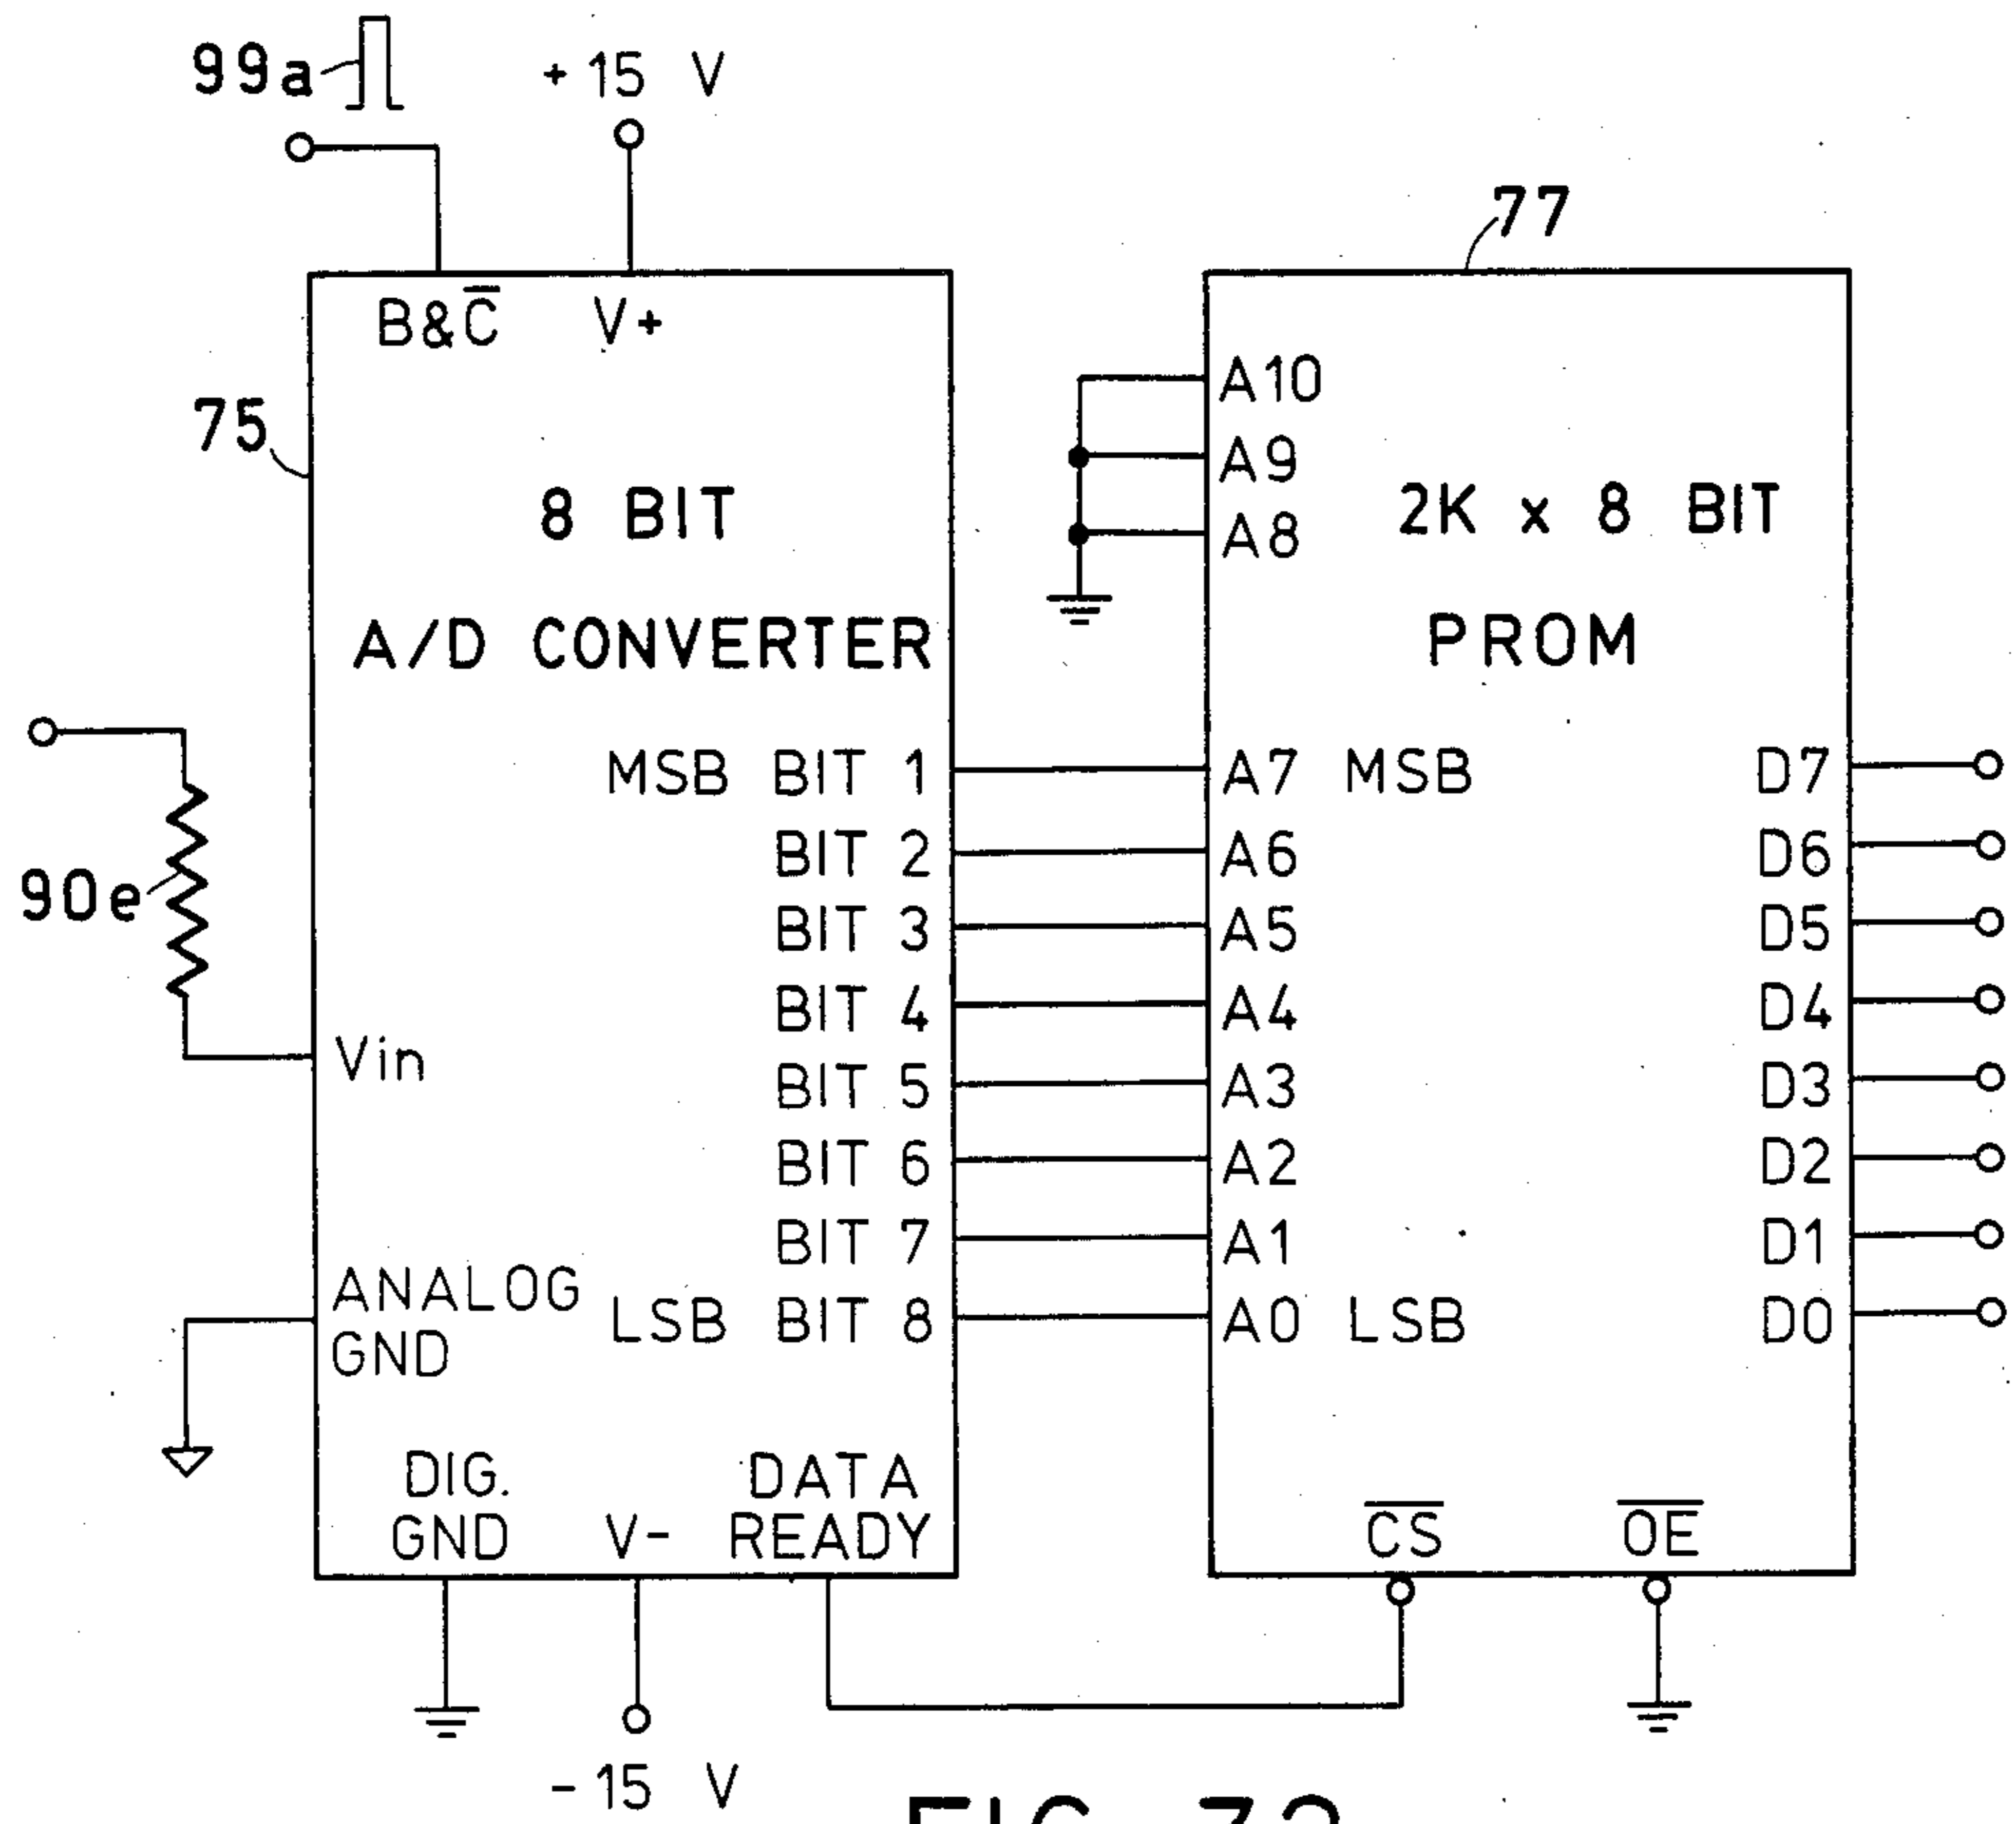 99a
+15 V
77
B&C̅ V+
A10
75
A9
8 BIT
2K x 8 BIT
A8
A/D CONVERTER
PROM
MSB BIT 1
A7 MSB
D7
BIT 2
A6
D6
90e
BIT 3
A5
D5
BIT 4
A4
D4
Vin
BIT 5
A3
D3
BIT 6
A2
D2
BIT 7
A1
D1
ANALOG
GND
LSB BIT 8
A0 LSB
D0
DIG.
GND
V-
DATA
READY
C̅S̅
O̅E̅
-15 V